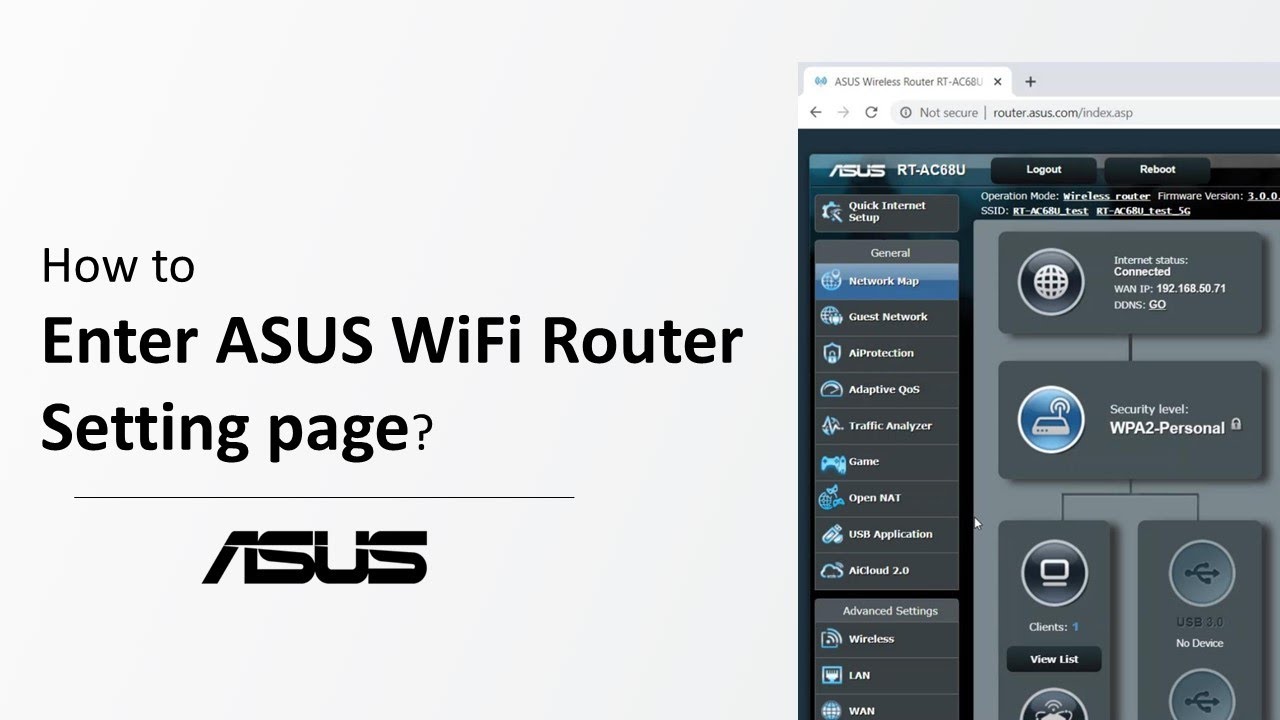 How to
Enter ASUS WiFi Router
Setting page?
ASUS
ASUS Wireless Router RT-AC68U
Not secure | router.asus.com/index.asp
ASUS RT-AC68U Logout Reboot
Operation Mode: Wireless router Firmware Version: 3.0.0.
SSID: RT-AC68U_test RT-AC68U_test_5G
Quick Internet
Setup
General
Network Map
Guest Network
AiProtection
Adaptive QoS
Traffic Analyzer
Game
Open NAT
USB Application
AiCloud 2.0
Advanced Settings
Wireless
LAN
WAN
Internet status:
Connected
WAN IP: 192.168.50.71
DDNS: GO
Security level:
WPA2-Personal
Clients: 1
View List
USB 3.0
No Device